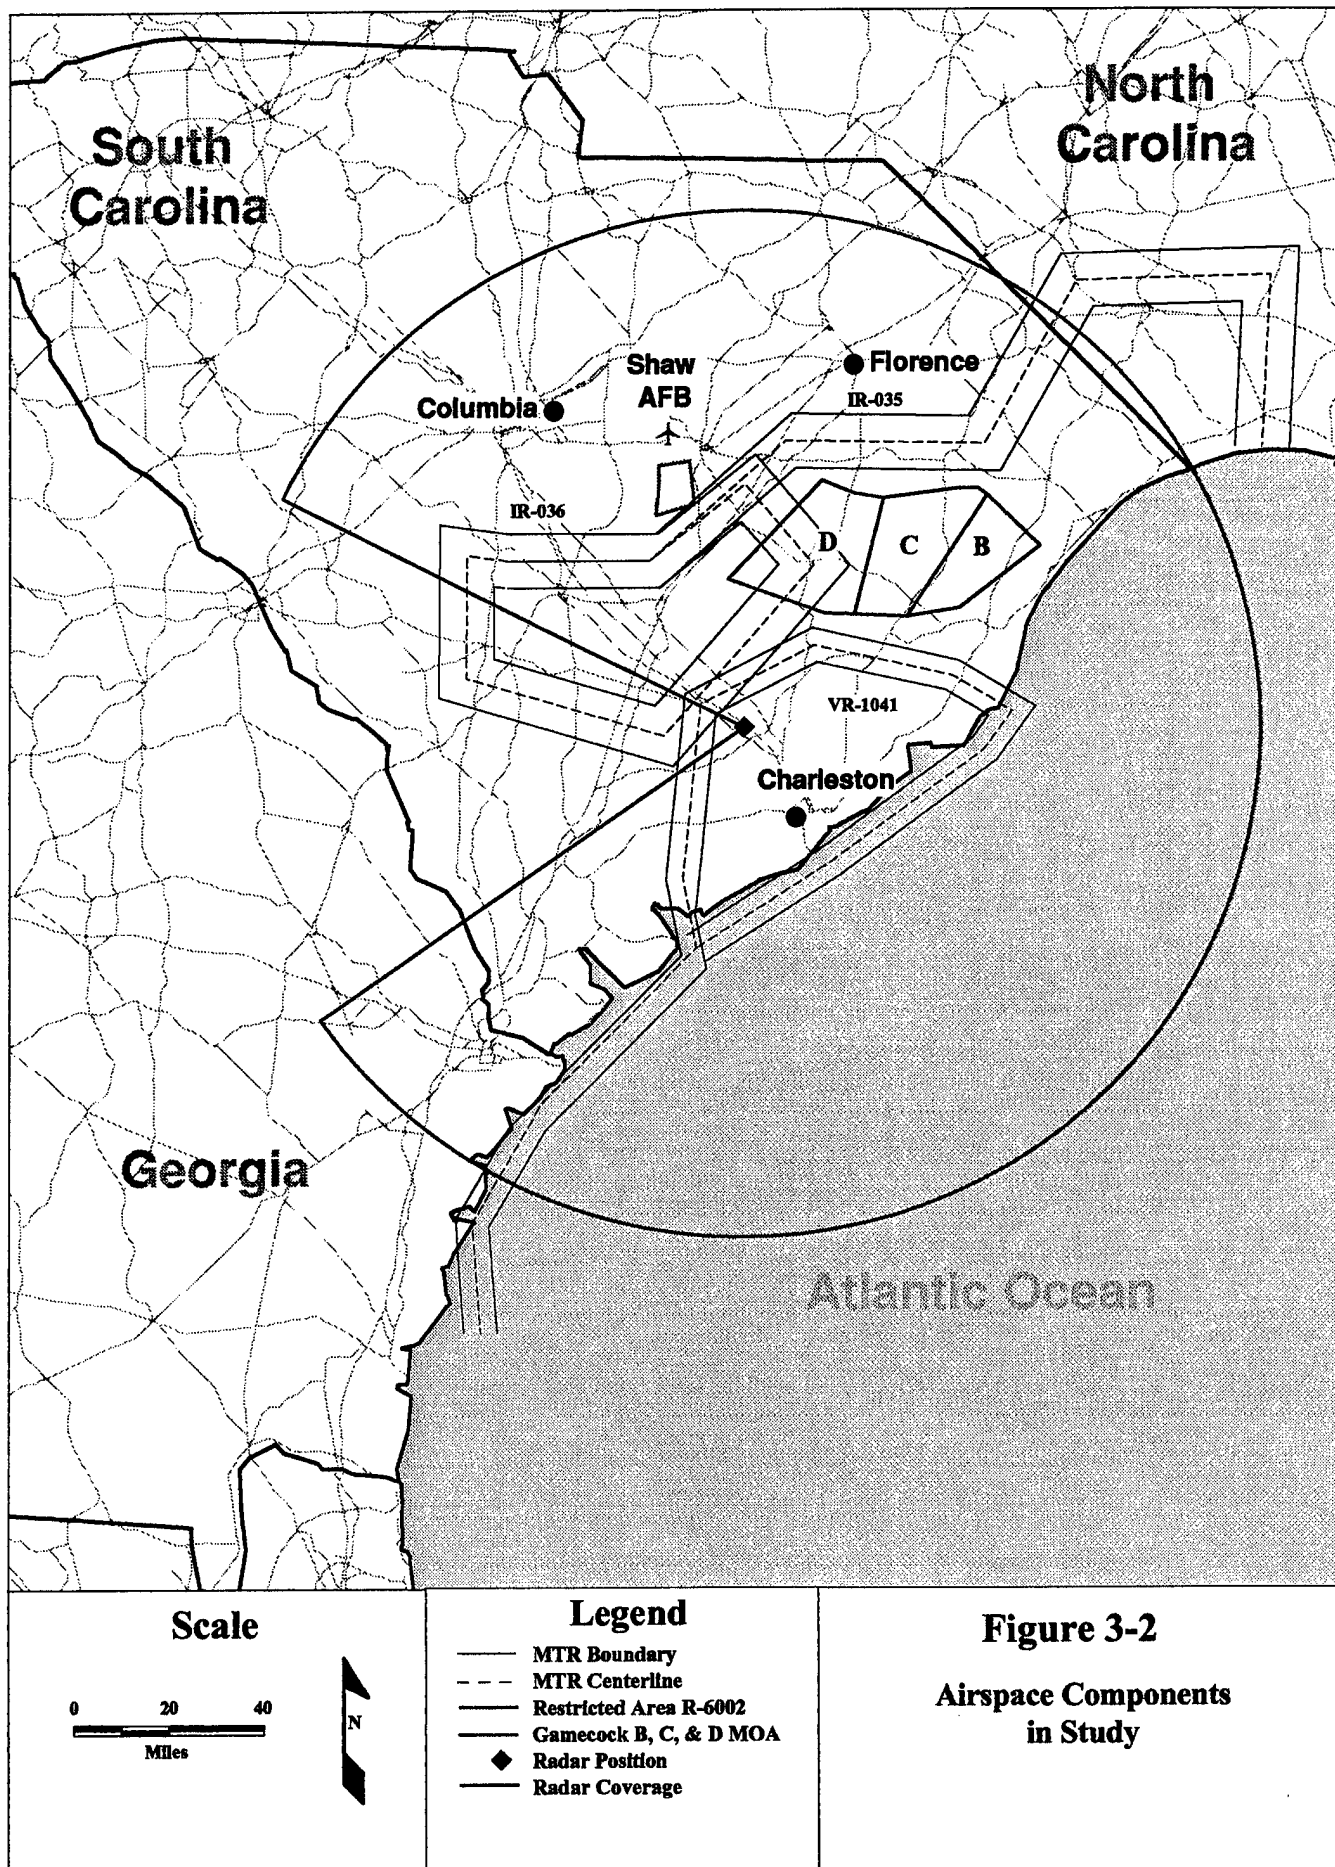 North
Carolina
South
Carolina
Shaw
AFB
Florence
Columbia
IR-035
IR-036
D
C
B
VR-1041
Charleston
Georgia
Atlantic Ocean
Scale
0 20 40
Miles
N
Legend
MTR Boundary
MTR Centerline
Restricted Area R-6002
Gamecock B, C, & D MOA
Radar Position
Radar Coverage
Figure 3-2
Airspace Components
in Study